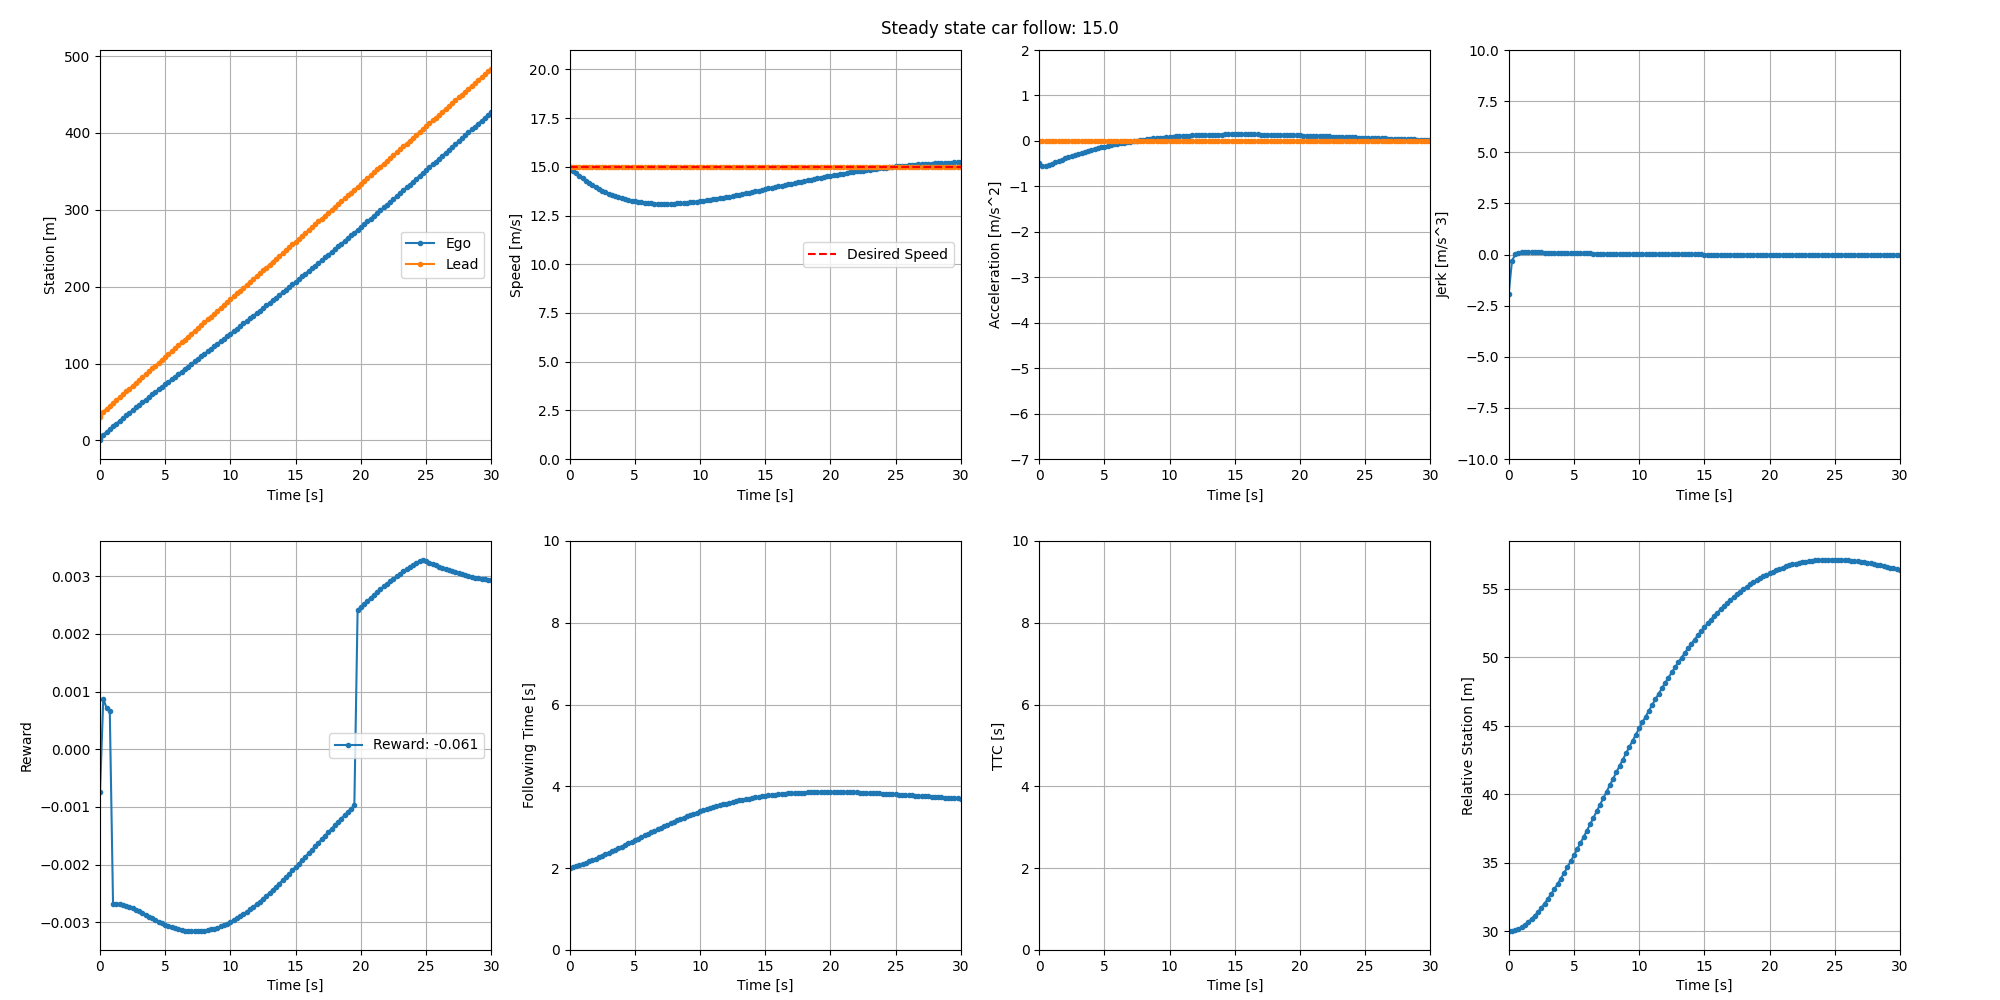 Steady state car follow: 15.0
500
400
300
200
100
0
Station [m]
Ego
Lead
0 5 10 15 20 25 30
Time [s]
20.0
17.5
15.0
12.5
10.0
7.5
5.0
2.5
0.0
Speed [m/s]
Desired Speed
0 5 10 15 20 25 30
Time [s]
2
1
0
−1
−2
−3
−4
−5
−6
−7
Acceleration [m/s^2]
0 5 10 15 20 25 30
Time [s]
10.0
7.5
5.0
2.5
0.0
−2.5
−5.0
−7.5
−10.0
Jerk [m/s^3]
0 5 10 15 20 25 30
Time [s]
0.003
0.002
0.001
0.000
−0.001
−0.002
−0.003
Reward
Reward: -0.061
0 5 10 15 20 25 30
Time [s]
10
8
6
4
2
0
Following Time [s]
0 5 10 15 20 25 30
Time [s]
10
8
6
4
2
0
TTC [s]
0 5 10 15 20 25 30
Time [s]
55
50
45
40
35
30
Relative Station [m]
0 5 10 15 20 25 30
Time [s]